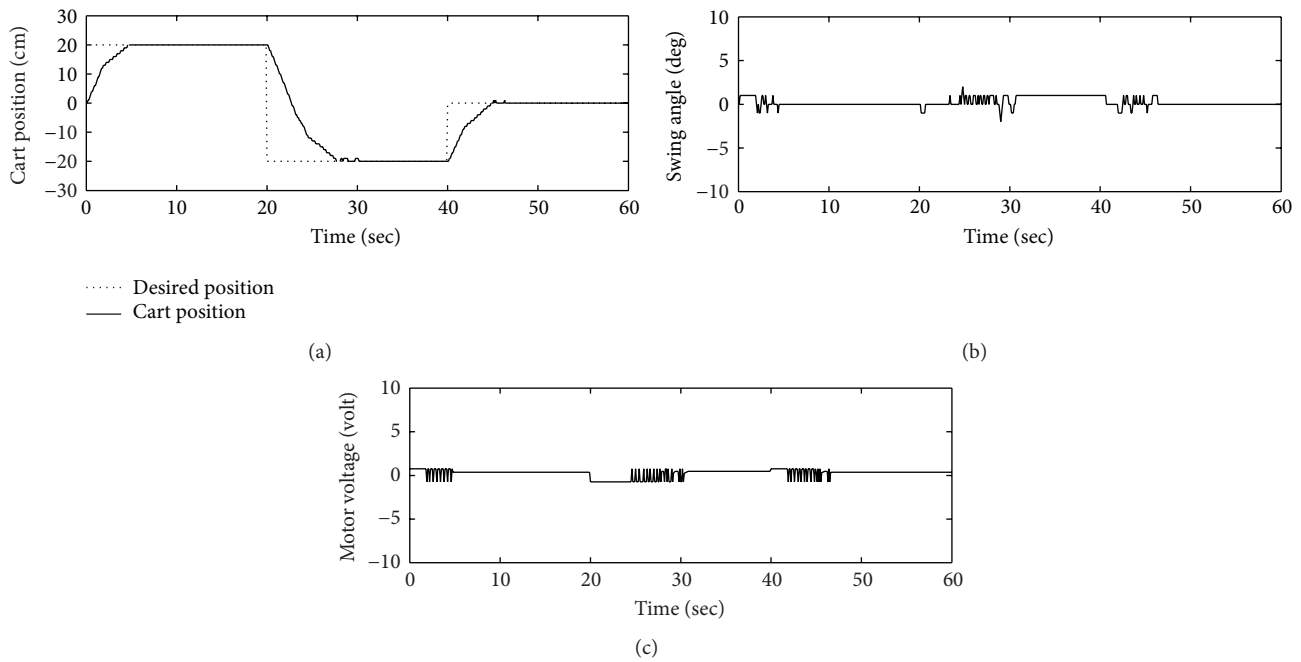 Cart position (cm)
30
20
10
0
−10
−20
−30
0 10 20 30 40 50 60
Time (sec)
Desired position
Cart position
(a)
Swing angle (deg)
10
5
0
−5
−10
0 10 20 30 40 50 60
Time (sec)
(b)
Motor voltage (volt)
10
5
0
−5
−10
0 10 20 30 40 50 60
Time (sec)
(c)